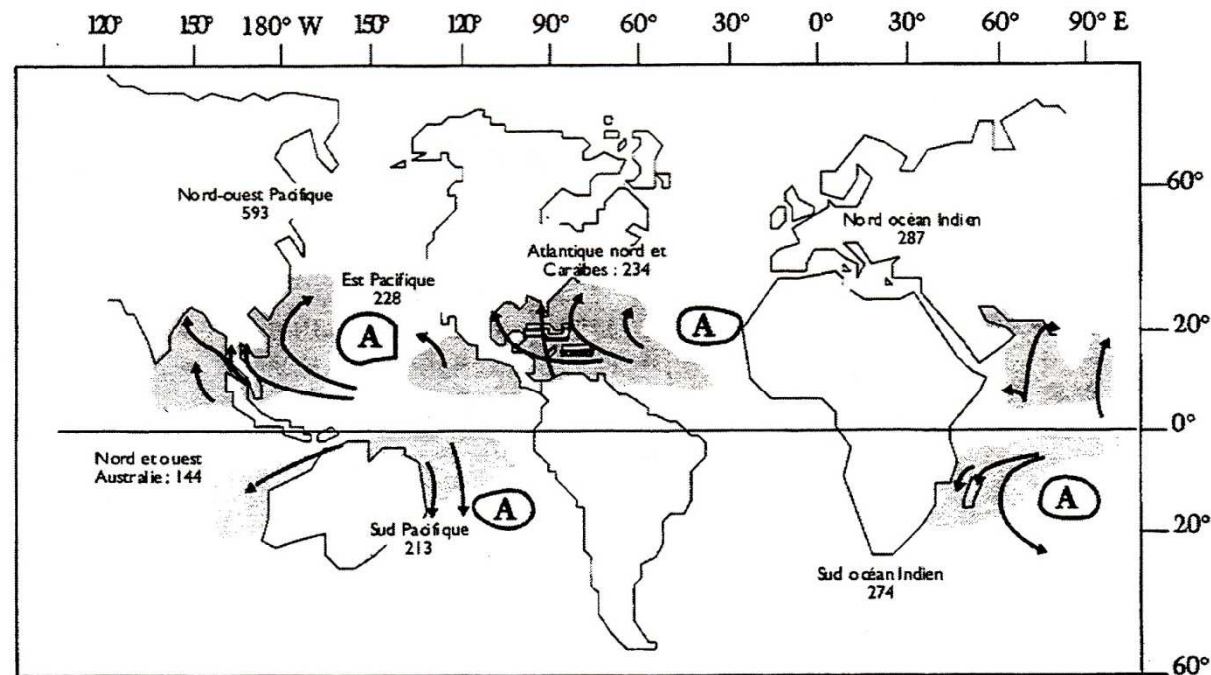 120° 150° 180° W 150° 120° 90° 60° 30° 0° 30° 60° 90° E
60°
Nord-ouest Pacifique
593
Nord océan Indien
287
Atlantique nord et
Caraïbes : 234
Est Pacifique
228
A
A
20°
0°
Nord et ouest
Australie : 144
A
A
Sud Pacifique
213
20°
Sud océan Indien
274
60°